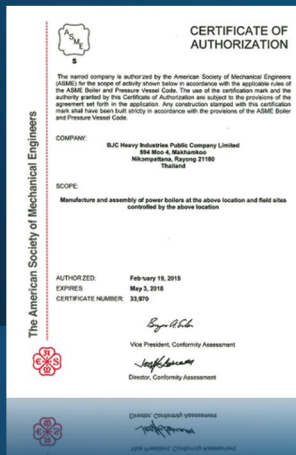 CERTIFICATE OF
AUTHORIZATION
ASME
S
The named company is authorized by the American Society of Mechanical Engineers
(ASME) for the scope of activity shown below in accordance with the applicable rules of
the ASME Boiler and Pressure Vessel Code. The use of the certification mark and the
authority granted by this Certificate of Authorization are subject to the provisions of the
agreement set forth in the application. Any construction stamped with this certification
mark shall have been built strictly in accordance with the provisions of the ASME Boiler
and Pressure Vessel Code.
COMPANY:
BJC Heavy Industries Public Company Limited
594 Moo 4, Makhamkoo
Nikompattana, Rayong 21180
Thailand
SCOPE:
Manufacture and assembly of power boilers at the above location and field sites
controlled by the above location
AUTHORIZED: February 19, 2015
EXPIRES May 3, 2018
CERTIFICATE NUMBER: 33,970
Vice President, Conformity Assessment
Director, Conformity Assessment
The American Society of Mechanical Engineers